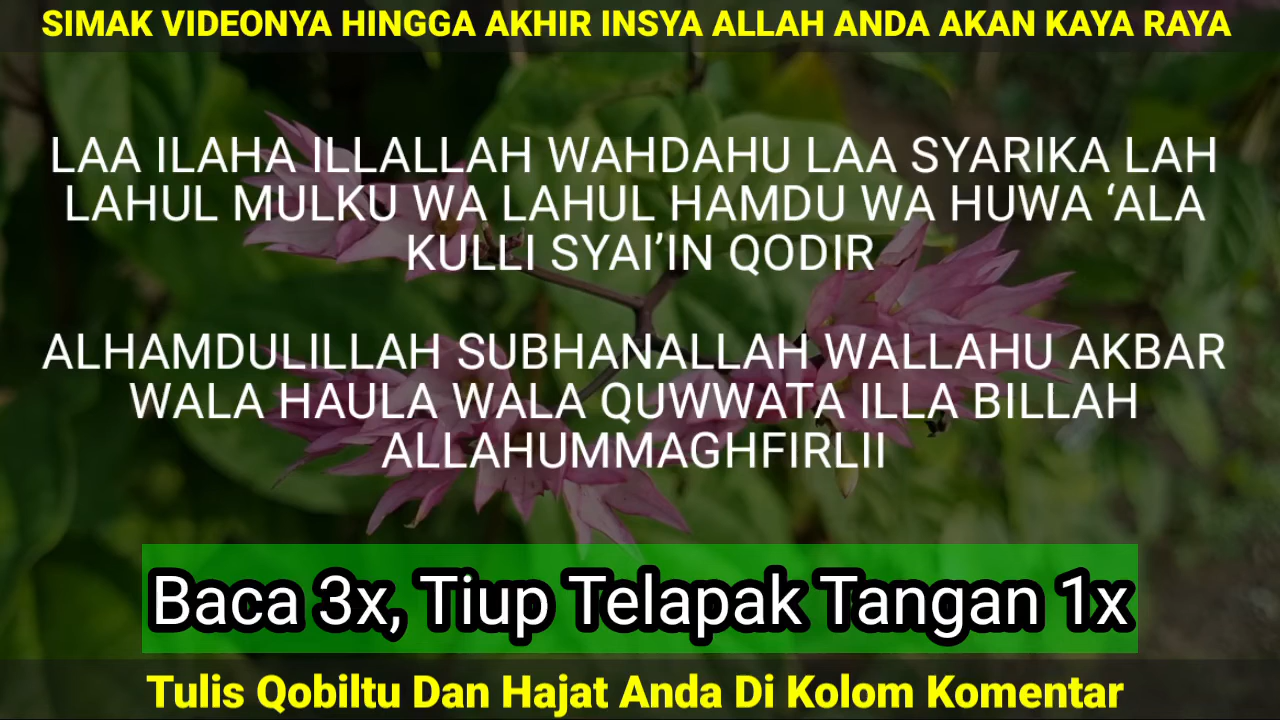 SIMAK VIDEONYA HINGGA AKHIR INSYA ALLAH ANDA AKAN KAYA RAYA
LAA ILAHA ILLALLAH WAHDAHU LAA SYARIKA LAH
LAHUL MULKU WA LAHUL HAMDU WA HUWA ‘ALA
KULLI SYAI’IN QODIR
ALHAMDULILLAH SUBHANALLAH WALLAHU AKBAR
WALA HAULA WALA QUWWATA ILLA BILLAH
ALLAHUMMAGHFIRLII
Baca 3x, Tiup Telapak Tangan 1x
Tulis Qobiltu Dan Hajat Anda Di Kolom Komentar